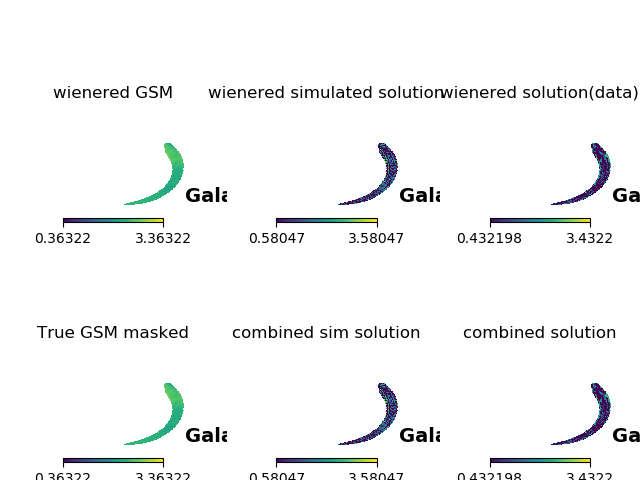 wienered GSM
wienered simulated solution
wienered solution(data)
Gala
Gala
Ga
0.36322 3.36322
0.58047 3.58047
0.432198 3.4322
True GSM masked
combined sim solution
combined solution
Gala
Gala
Ga
0.36322 3.36322
0.58047 3.58047
0.432198 3.4322